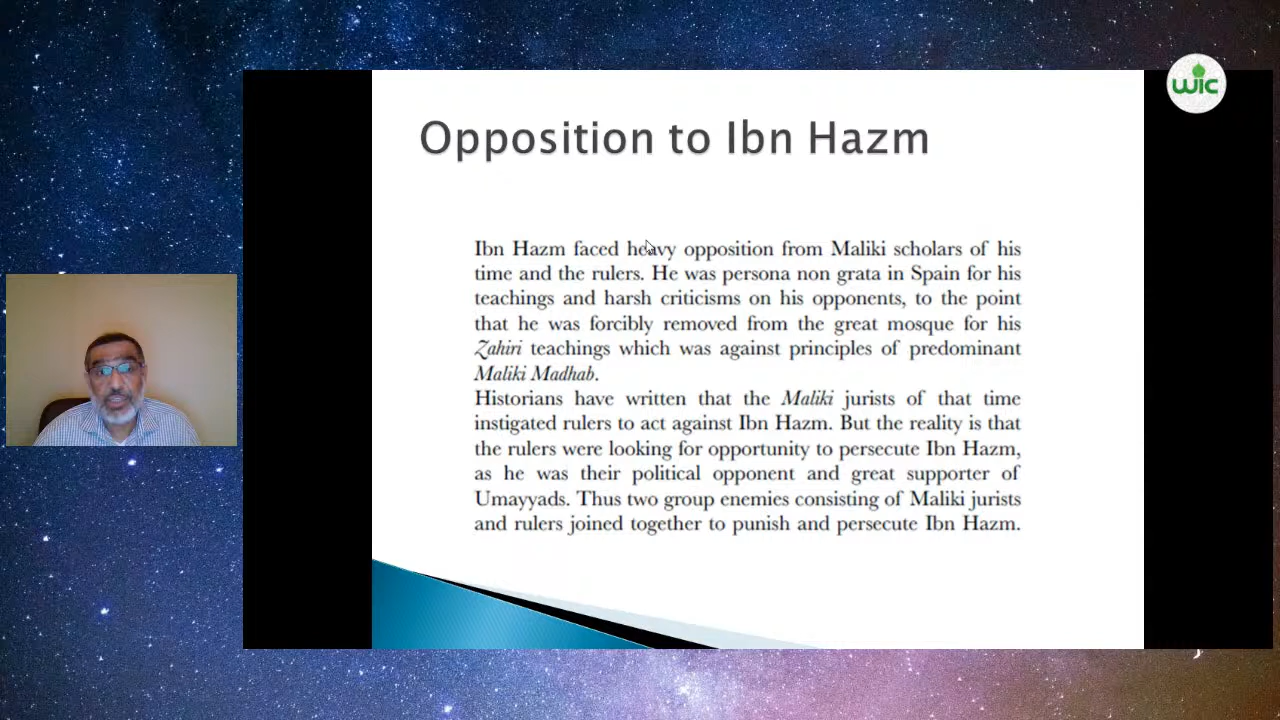 WIC
Opposition to Ibn Hazm
Ibn Hazm faced heavy opposition from Maliki scholars of his
time and the rulers. He was persona non grata in Spain for his
teachings and harsh criticisms on his opponents, to the point
that he was forcibly removed from the great mosque for his
Zahiri teachings which was against principles of predominant
Maliki Madhab.
Historians have written that the Maliki jurists of that time
instigated rulers to act against Ibn Hazm. But the reality is that
the rulers were looking for opportunity to persecute Ibn Hazm,
as he was their political opponent and great supporter of
Umayyads. Thus two group enemies consisting of Maliki jurists
and rulers joined together to punish and persecute Ibn Hazm.